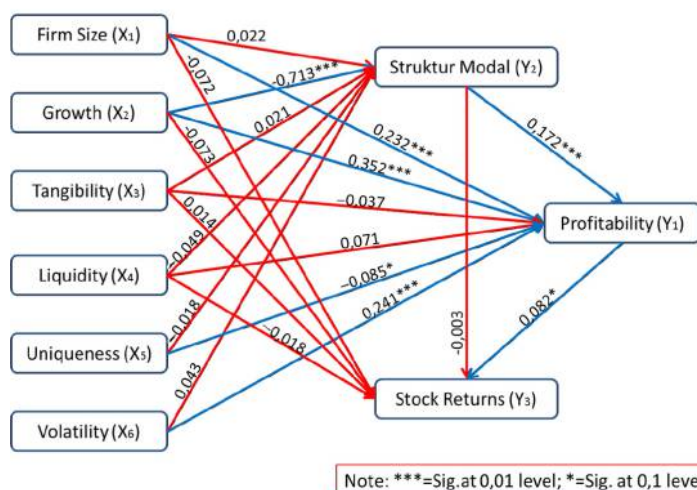 Firm Size (X₁)
0,022
Struktur Modal (Y₂)
-0,072
-0,713***
Growth (X₂)
0,021
0,232***
0,172***
-0,073
0,352***
Tangibility (X₃)
–0,037
Profitability (Y₁)
0,014
Liquidity (X₄)
–0,049
0,071
–0,085*
0,241***
0,082*
–0,018
–0,018
-0,003
Uniqueness (X₅)
0,043
Stock Returns (Y₃)
Volatility (X₆)
Note: ***=Sig.at 0,01 level; *=Sig. at 0,1 leve